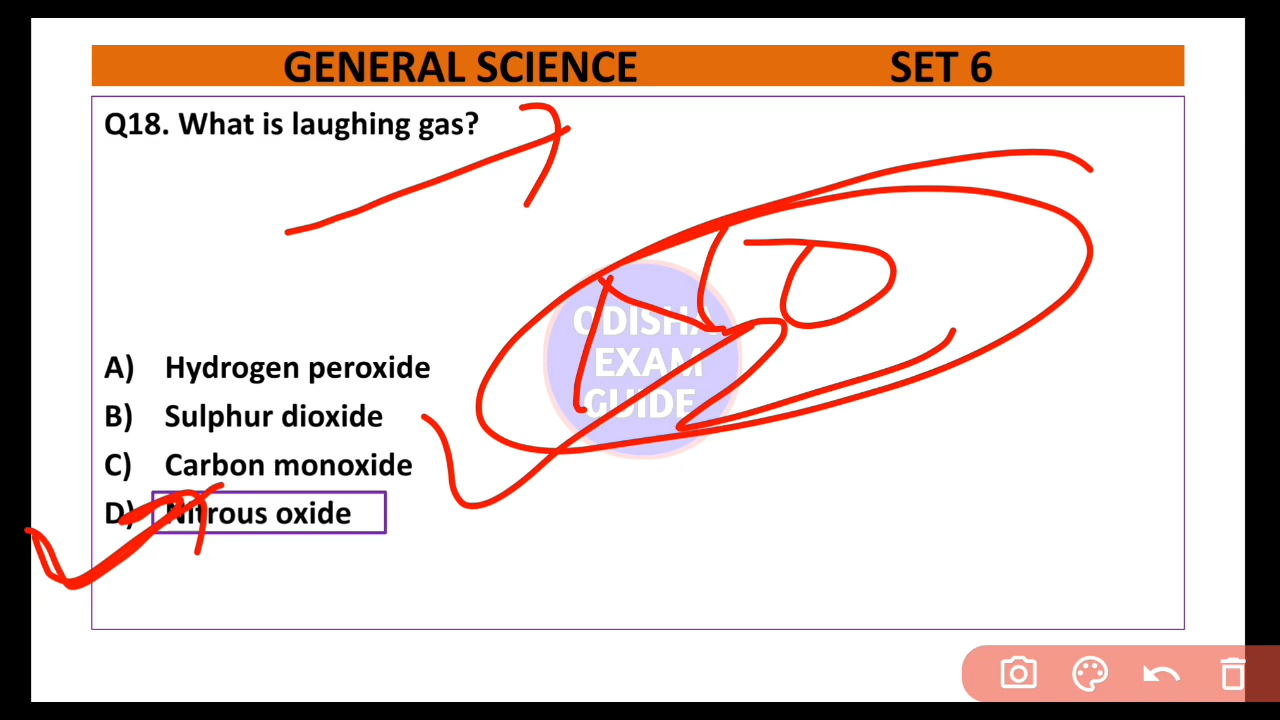 GENERAL SCIENCE SET 6
Q18. What is laughing gas?
N2O
ODISHA
EXAM
GUIDE
A) Hydrogen peroxide
B) Sulphur dioxide
C) Carbon monoxide
D) Nitrous oxide